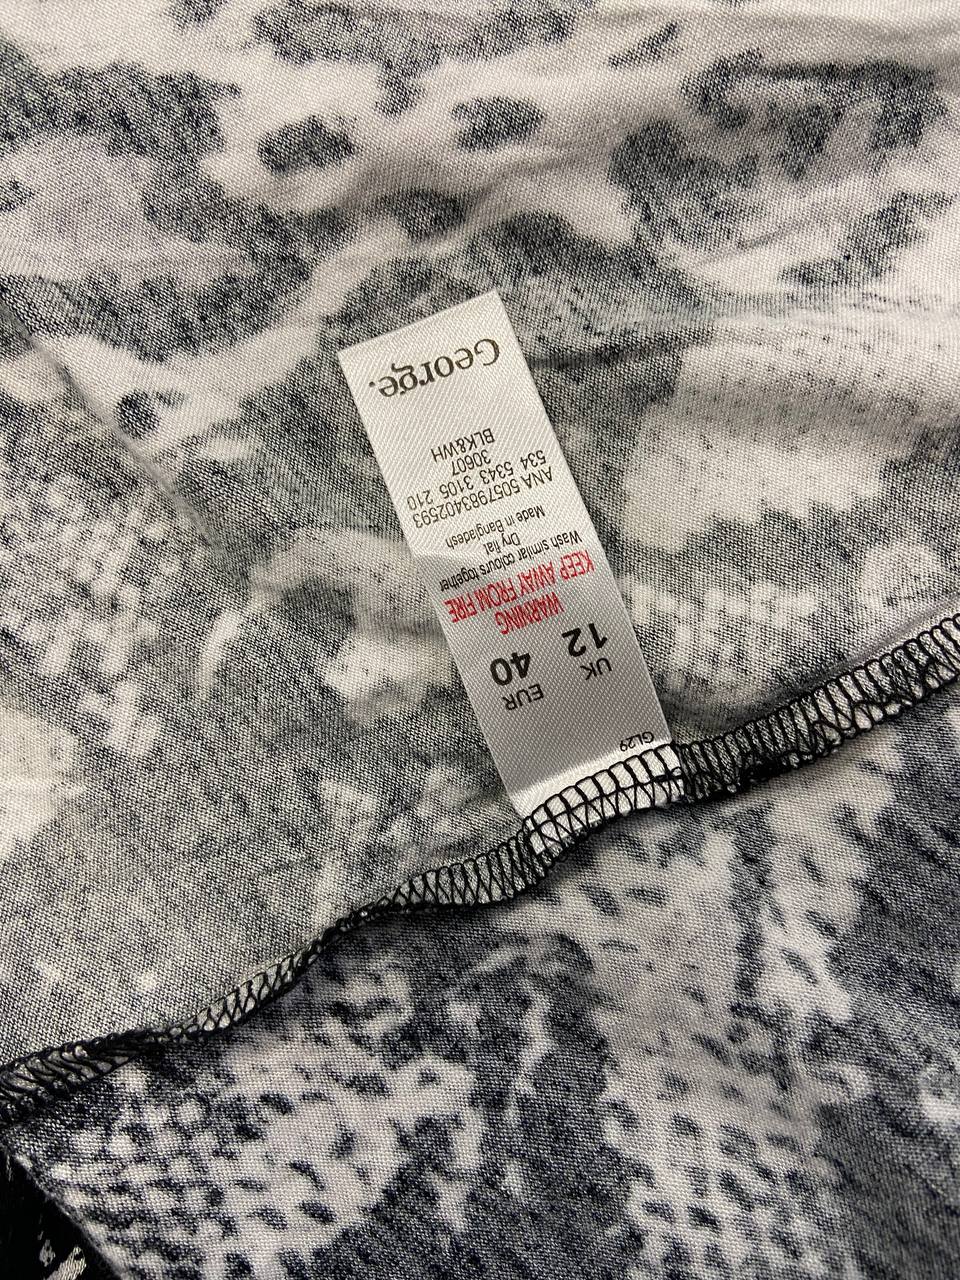 GL29
UK EUR
12 40
WARNING
KEEP AWAY FROM FIRE
Wash similar colours together
Dry flat
Made in Bangladesh
ANA 5057983402593
534 5343 3105 210
30607
BLK&WH
George.